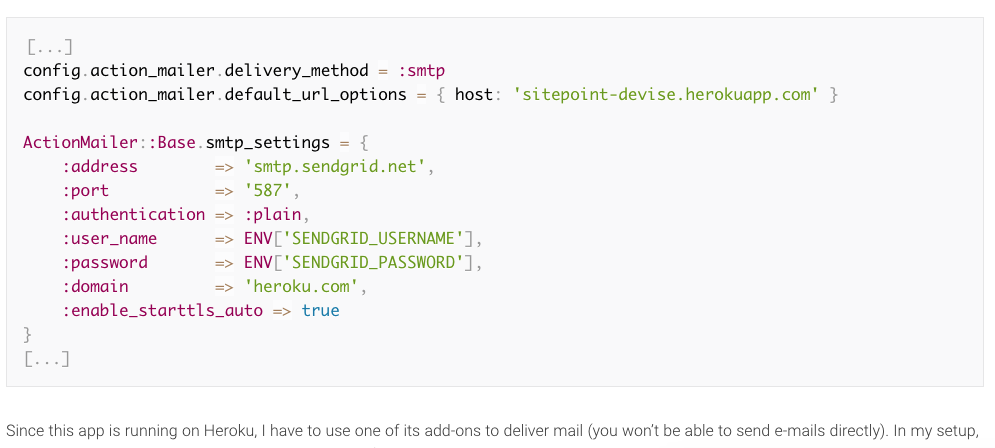 [...]
config.action_mailer.delivery_method = :smtp
config.action_mailer.default_url_options = { host: 'sitepoint-devise.herokuapp.com' }
ActionMailer::Base.smtp_settings = {
    :address        => 'smtp.sendgrid.net',
    :port           => '587',
    :authentication => :plain,
    :user_name      => ENV['SENDGRID_USERNAME'],
    :password       => ENV['SENDGRID_PASSWORD'],
    :domain         => 'heroku.com',
    :enable_starttls_auto => true
}
[...]
Since this app is running on Heroku, I have to use one of its add-ons to deliver mail (you won’t be able to send e-mails directly). In my setup,